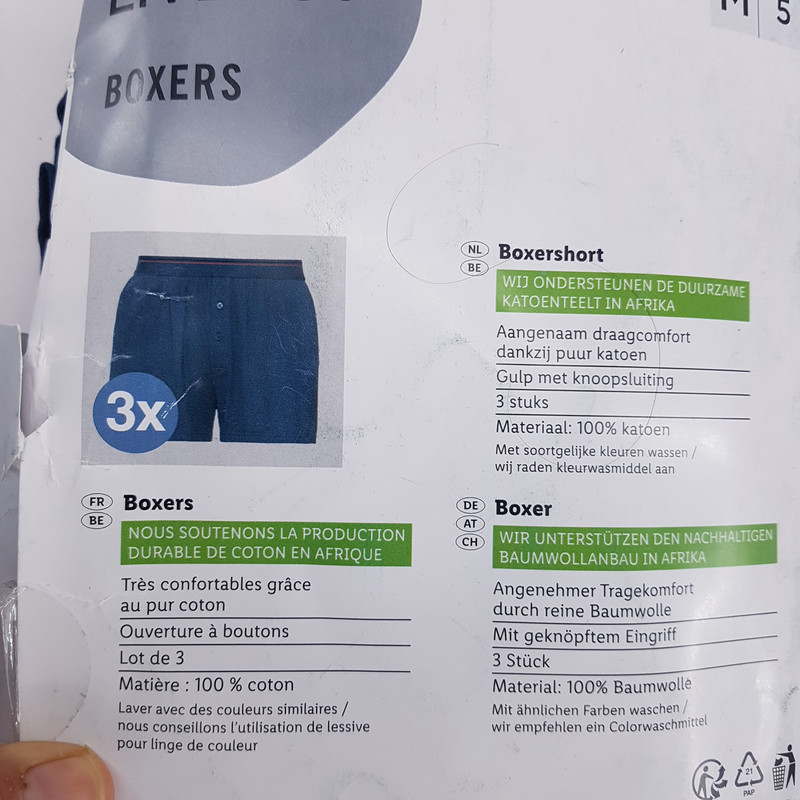 BOXERS
M 5
3x
NL
BE
Boxershort
WIJ ONDERSTEUNEN DE DUURZAME
KATOENTEELT IN AFRIKA
Aangenaam draagcomfort
dankzij puur katoen
Gulp met knoopsluiting
3 stuks
Materiaal: 100% katoen
Met soortgelijke kleuren wassen /
wij raden kleurwasmiddel aan
FR
BE
Boxers
NOUS SOUTENONS LA PRODUCTION
DURABLE DE COTON EN AFRIQUE
Très confortables grâce
au pur coton
Ouverture à boutons
Lot de 3
Matière : 100 % coton
Laver avec des couleurs similaires /
nous conseillons l'utilisation de lessive
pour linge de couleur
DE
AT
CH
Boxer
WIR UNTERSTÜTZEN DEN NACHHALTIGEN
BAUMWOLLANBAU IN AFRIKA
Angenehmer Tragekomfort
durch reine Baumwolle
Mit geknöpftem Eingriff
3 Stück
Material: 100% Baumwolle
Mit ähnlichen Farben waschen /
wir empfehlen ein Colorwaschmittel
21
PAP